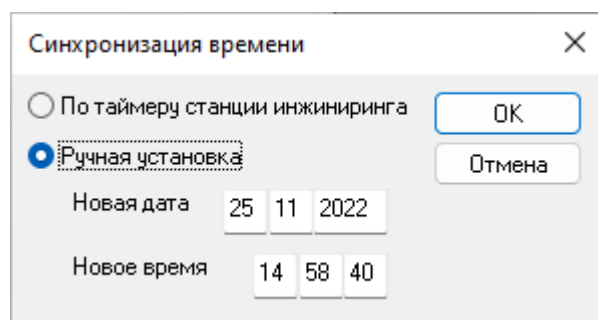 Синхронизация времени
По таймеру станции инжиниринга
OK
Ручная установка
Отмена
Новая дата 25 11 2022
Новое время 14 58 40